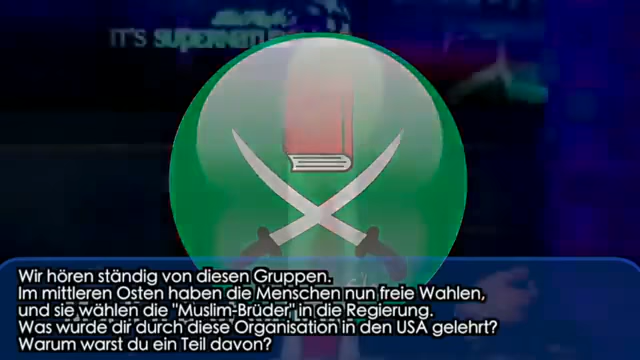 IT'S SUPERNATURAL
Wir hören ständig von diesen Gruppen.
Im mittleren Osten haben die Menschen nun freie Wahlen,
und sie wählen die "Muslim-Brüder" in die Regierung.
Was wurde dir durch diese Organisation in den USA gelehrt?
Warum warst du ein Teil davon?